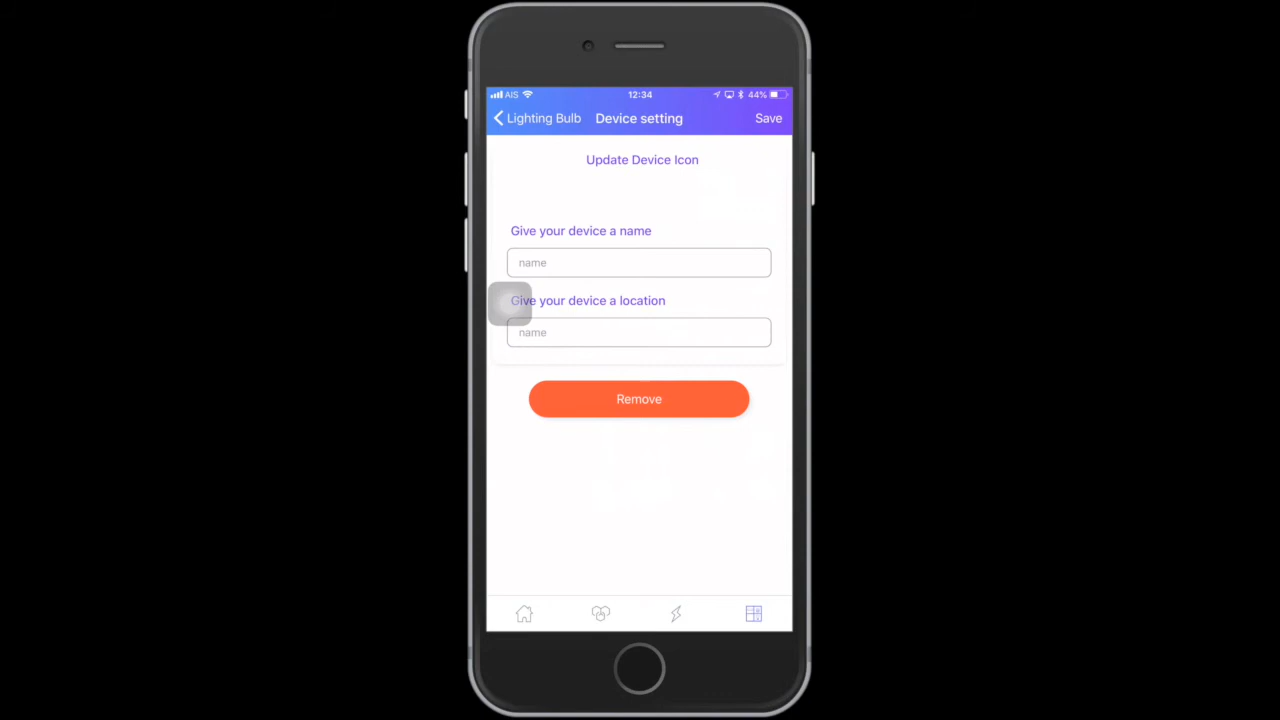 AIS 12:34 44%
Lighting Bulb Device setting Save
Update Device Icon
Give your device a name
name
Give your device a location
name
Remove